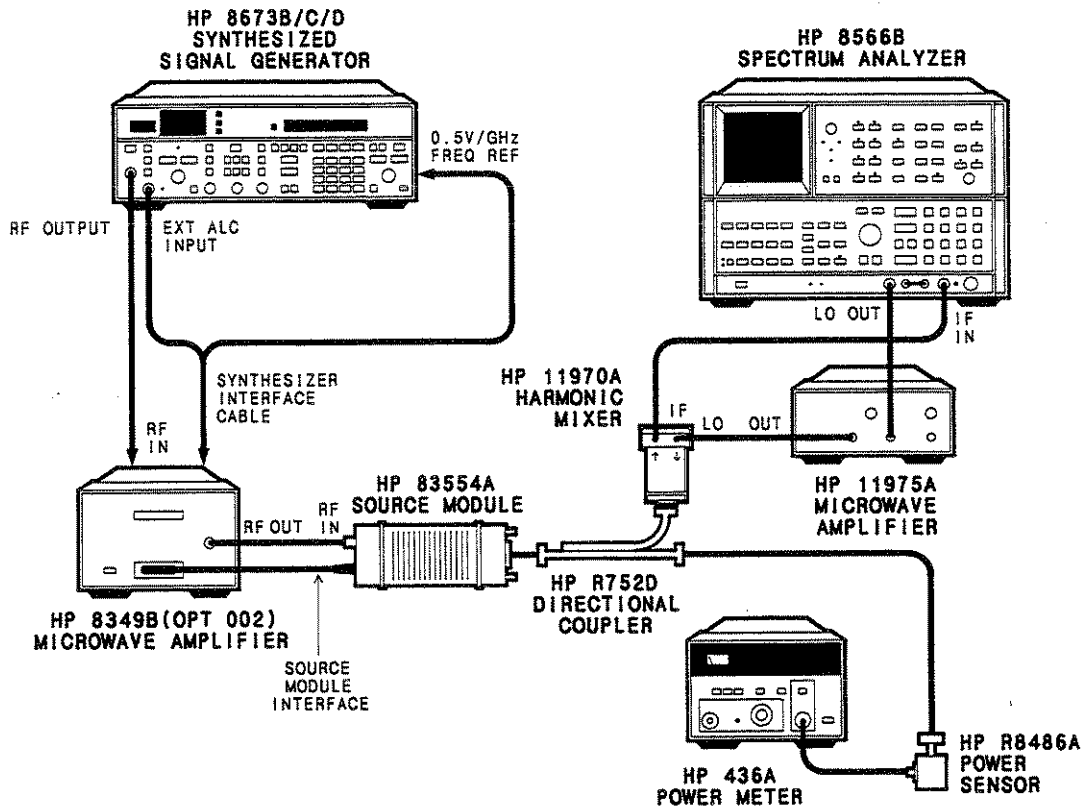 HP 8673B/C/D
SYNTHESIZED
SIGNAL GENERATOR
HP 8566B
SPECTRUM ANALYZER
0.5V/GHz
FREQ REF
RF OUTPUT
EXT ALC
INPUT
LO OUT
IF
IN
SYNTHESIZER
INTERFACE
CABLE
HP 11970A
HARMONIC
MIXER
IF
LO OUT
RF
IN
HP 83554A
SOURCE MODULE
HP 11975A
MICROWAVE
AMPLIFIER
RF OUT
RF
IN
HP R752D
DIRECTIONAL
COUPLER
HP 8349B(OPT 002)
MICROWAVE AMPLIFIER
SOURCE
MODULE
INTERFACE
HP R8486A
POWER
SENSOR
HP 436A
POWER METER